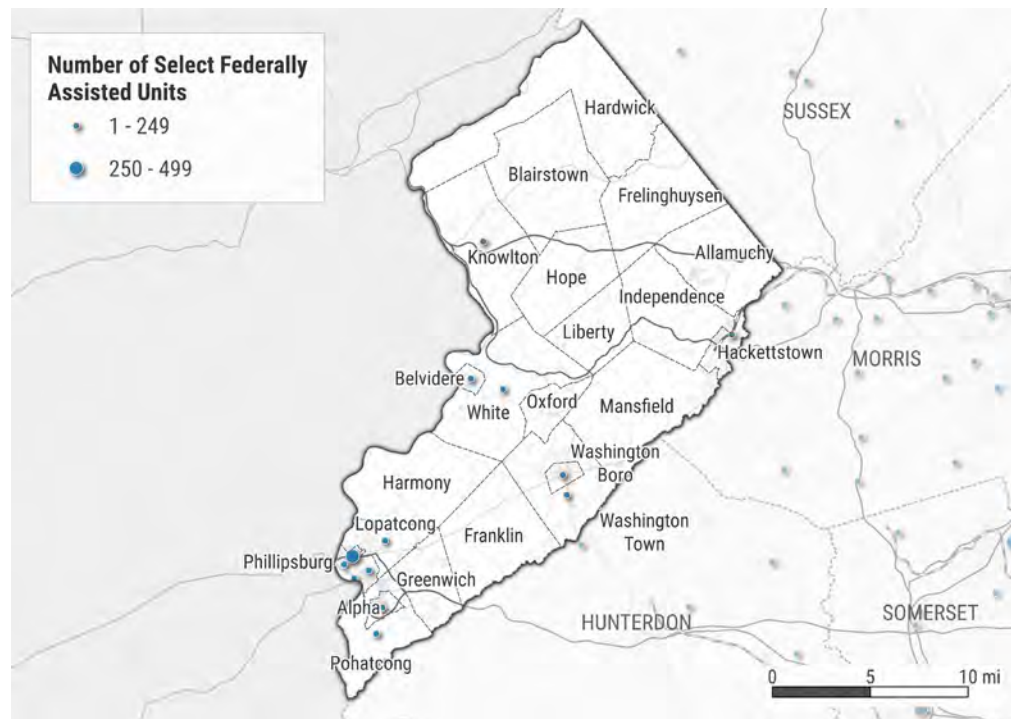 Number of Select Federally
Assisted Units
1 - 249
250 - 499
SUSSEX
Hardwick
Blairstown
Frelinghuysen
Knowlton
Allamuchy
Hope
Independence
Liberty
Hackettstown
MORRIS
Belvidere
White
Oxford
Mansfield
Washington
Boro
Harmony
Lopatcong
Franklin
Washington
Town
Phillipsburg
Greenwich
Alpha
HUNTERDON
SOMERSET
Pohatcong
0 5 10 mi